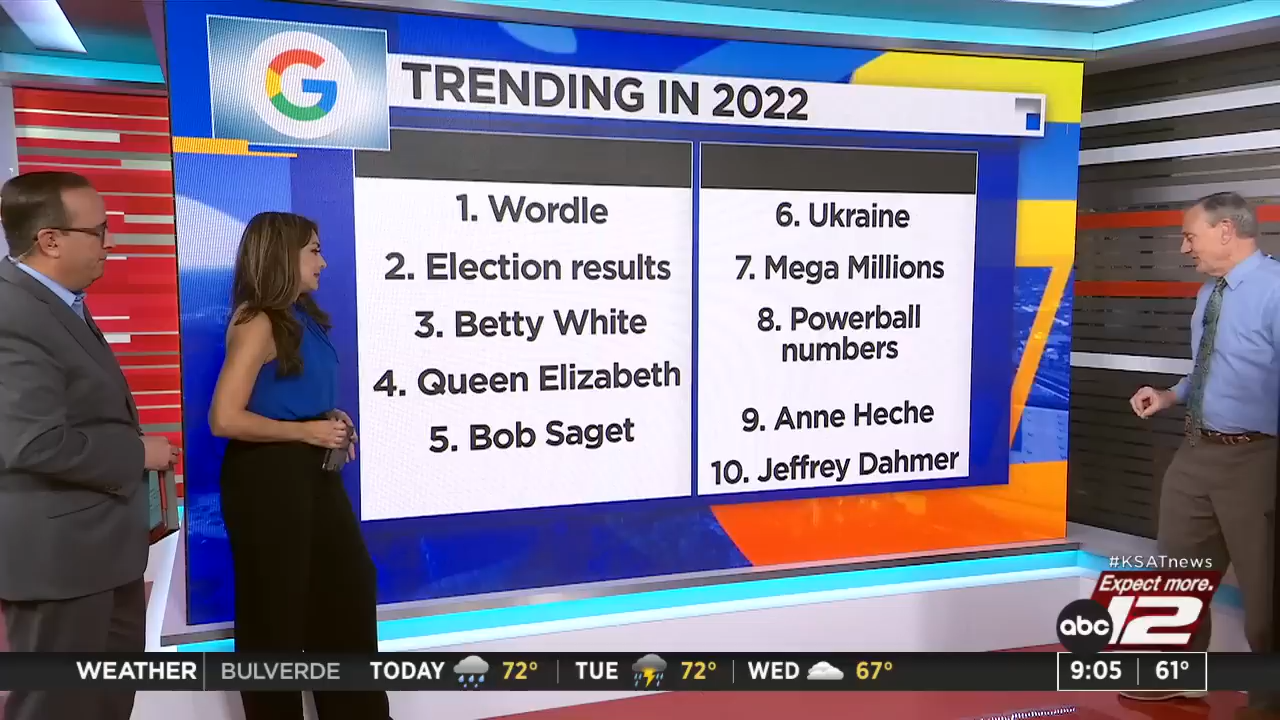 G
TRENDING IN 2022
1. Wordle
2. Election results
3. Betty White
4. Queen Elizabeth
5. Bob Saget
6. Ukraine
7. Mega Millions
8. Powerball
numbers
9. Anne Heche
10. Jeffrey Dahmer
#KSATnews
Expect more.
abc 12
WEATHER BULVERDE TODAY 72° TUE 72° WED 67° 9:05 61°